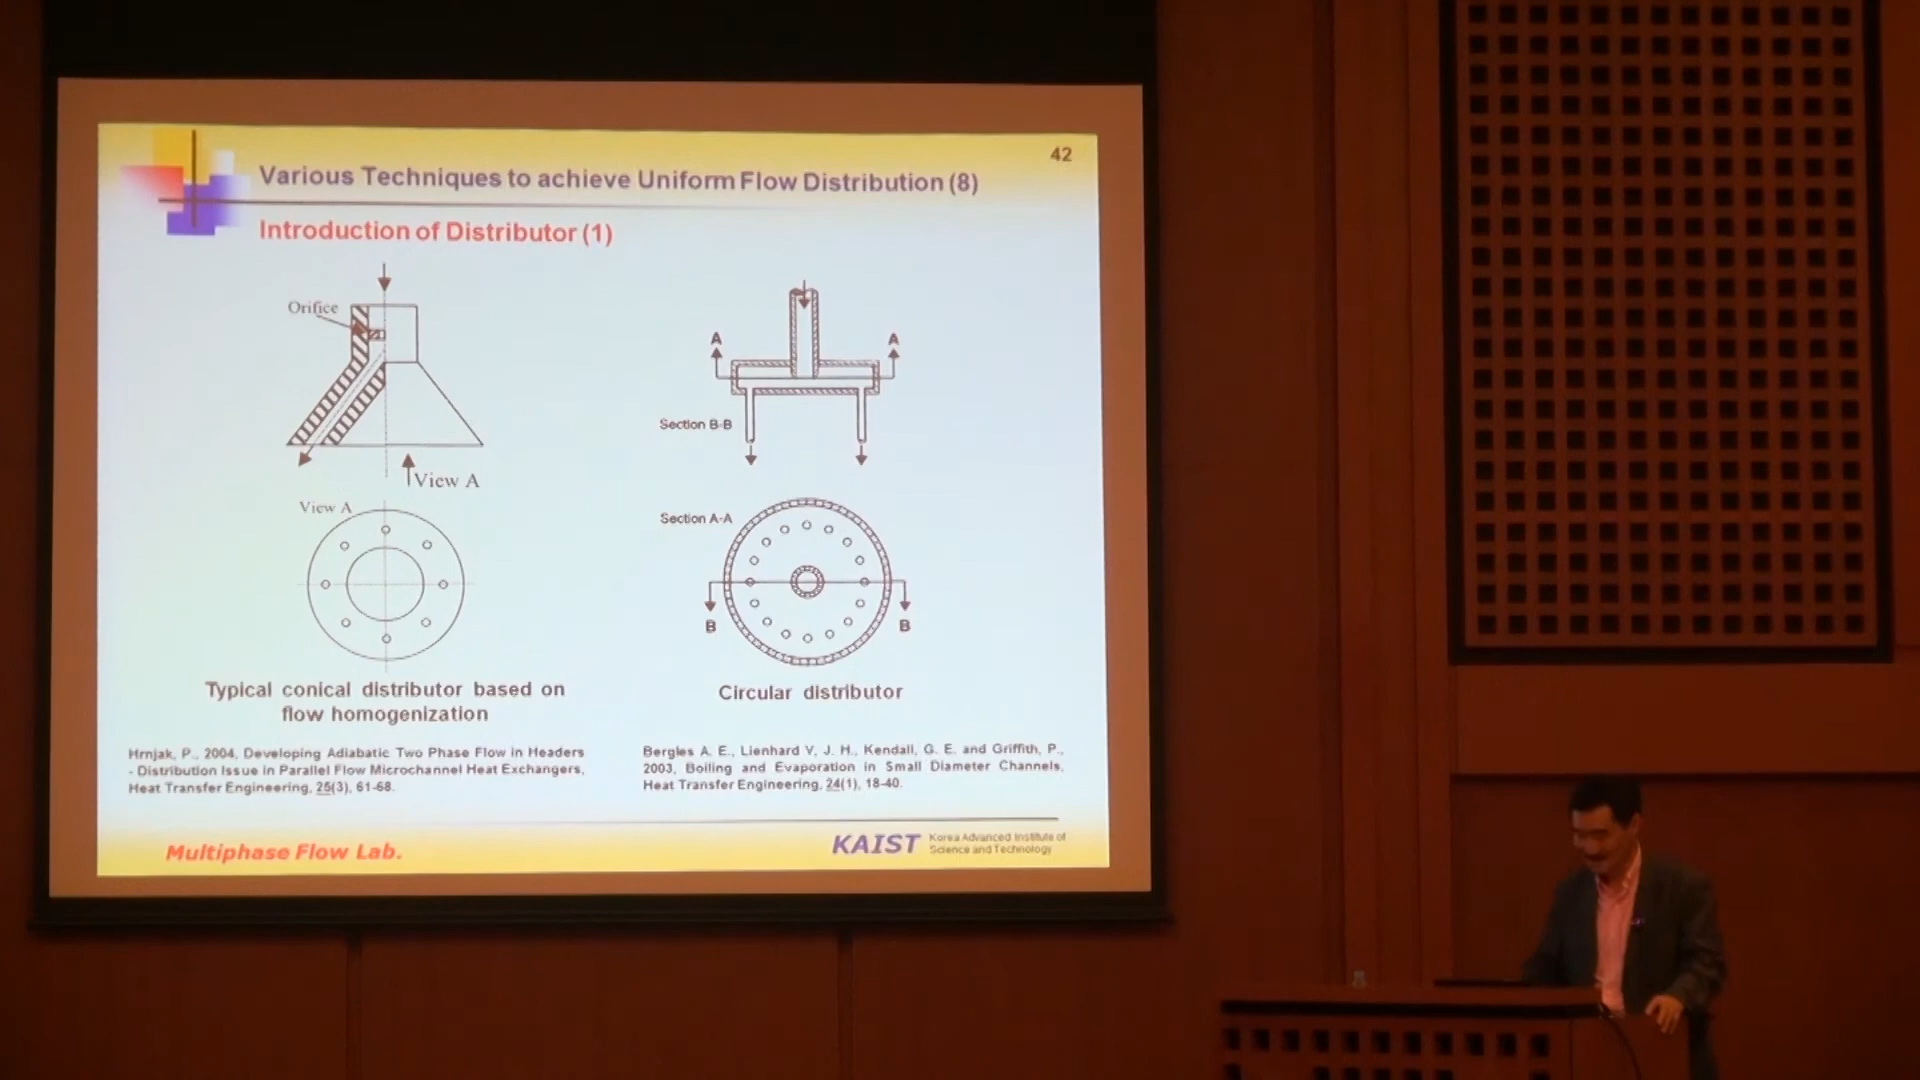 42
Various Techniques to achieve Uniform Flow Distribution (8)
Introduction of Distributor (1)
Orifice
View A
View A
Typical conical distributor based on
flow homogenization
A A
Section B-B
Section A-A
B B
Circular distributor
Hrnjak, P., 2004, Developing Adiabatic Two Phase Flow in Headers
- Distribution Issue in Parallel Flow Microchannel Heat Exchangers,
Heat Transfer Engineering, 25(3), 61-68.
Bergles A. E., Lienhard V, J. H., Kendall, G. E. and Griffith, P.,
2003, Boiling and Evaporation in Small Diameter Channels,
Heat Transfer Engineering, 24(1), 18-40.
Multiphase Flow Lab.
KAIST
Korea Advanced Institute of
Science and Technology